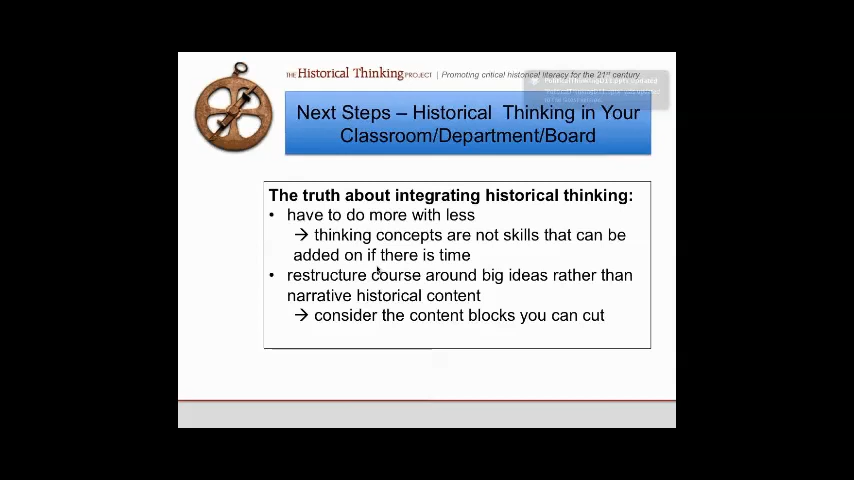 THE Historical Thinking PROJECT | Promoting critical historical literacy for the 21st century
Next Steps – Historical Thinking in Your
Classroom/Department/Board
The truth about integrating historical thinking:
• have to do more with less
→ thinking concepts are not skills that can be
added on if there is time
• restructure course around big ideas rather than
narrative historical content
→ consider the content blocks you can cut